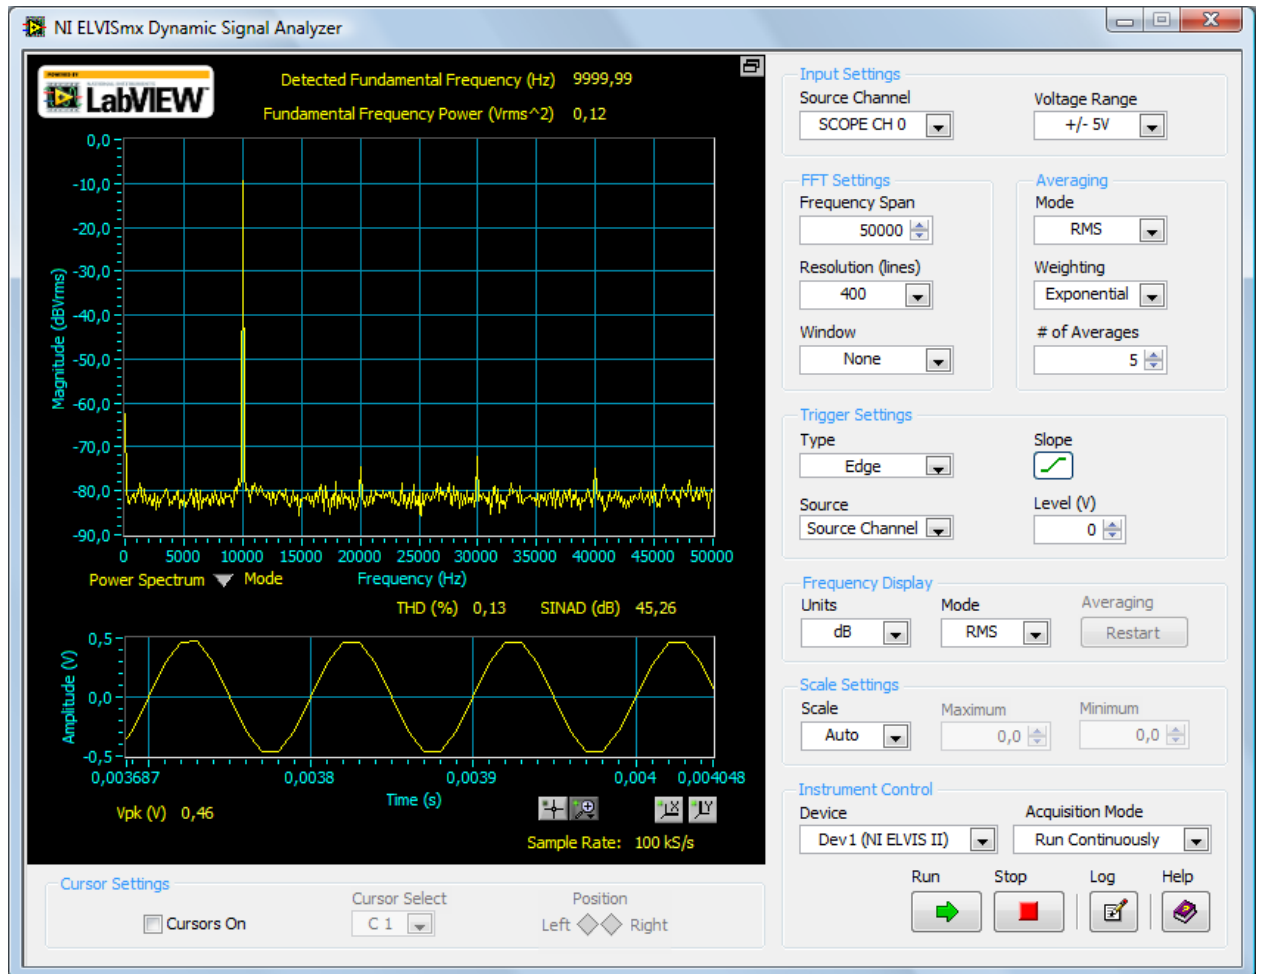 NI ELVISmx Dynamic Signal Analyzer
POWERED BY
NATIONAL INSTRUMENTS
LabVIEW
Detected Fundamental Frequency (Hz) 9999,99
Fundamental Frequency Power (Vrms^2) 0,12
Magnitude (dBVrms)
0,0
-10,0
-20,0
-30,0
-40,0
-50,0
-60,0
-70,0
-80,0
-90,0
0 5000 10000 15000 20000 25000 30000 35000 40000 45000 50000
Power Spectrum Mode Frequency (Hz)
THD (%) 0,13 SINAD (dB) 45,26
Amplitude (V)
0,5
0,0
-0,5
0,003687 0,0038 0,0039 0,004 0,004048
Time (s)
Vpk (V) 0,46
X Y
Sample Rate: 100 kS/s
Cursor Settings
Cursors On
Cursor Select
C 1
Position
Left Right
Input Settings
Source Channel Voltage Range
SCOPE CH 0 +/- 5V
FFT Settings
Frequency Span
50000
Resolution (lines)
400
Window
None
Averaging
Mode
RMS
Weighting
Exponential
# of Averages
5
Trigger Settings
Type Slope
Edge
Source Level (V)
Source Channel 0
Frequency Display
Units Mode Averaging
dB RMS Restart
Scale Settings
Scale Maximum Minimum
Auto 0,0 0,0
Instrument Control
Device Acquisition Mode
Dev1 (NI ELVIS II) Run Continuously
Run Stop Log Help